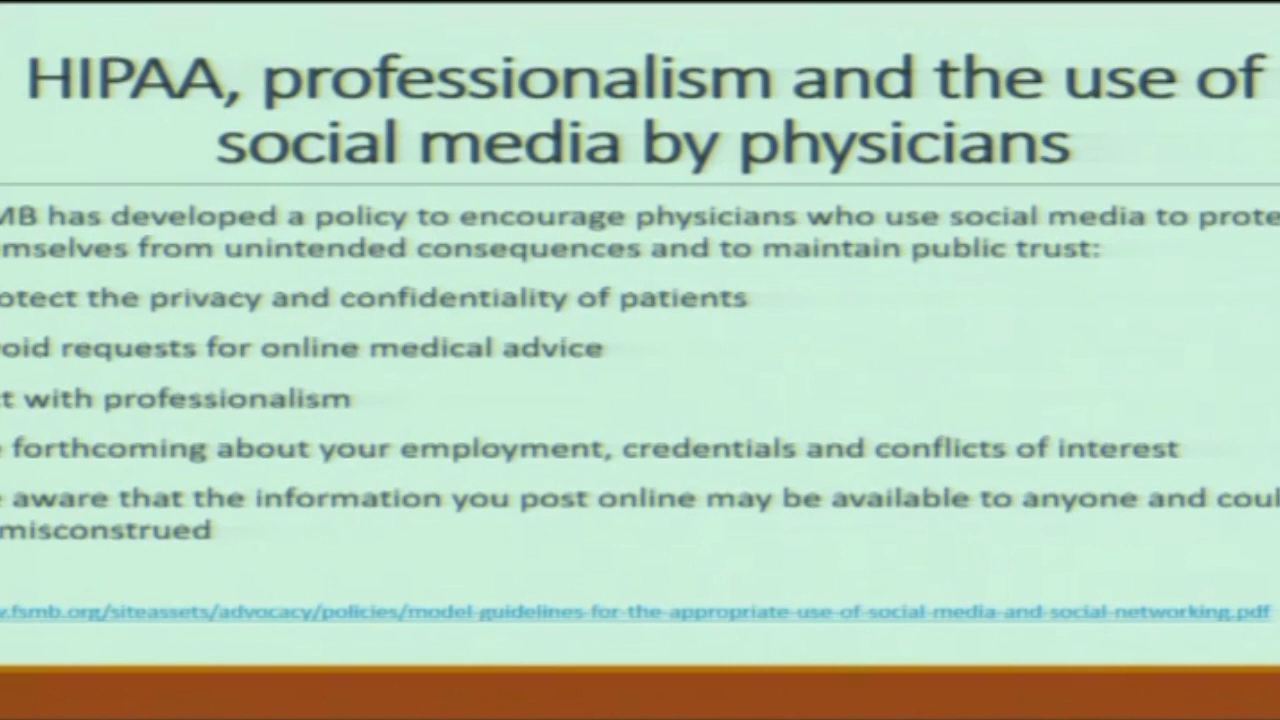 HIPAA, professionalism and the use of
social media by physicians
MB has developed a policy to encourage physicians who use social media to prote
mselves from unintended consequences and to maintain public trust:
otect the privacy and confidentiality of patients
oid requests for online medical advice
t with professionalism
e forthcoming about your employment, credentials and conflicts of interest
e aware that the information you post online may be available to anyone and coul
misconstrued
w.fsmb.org/siteassets/advocacy/policies/model-guidelines-for-the-appropriate-use-of-social-media-and-social-networking.pdf